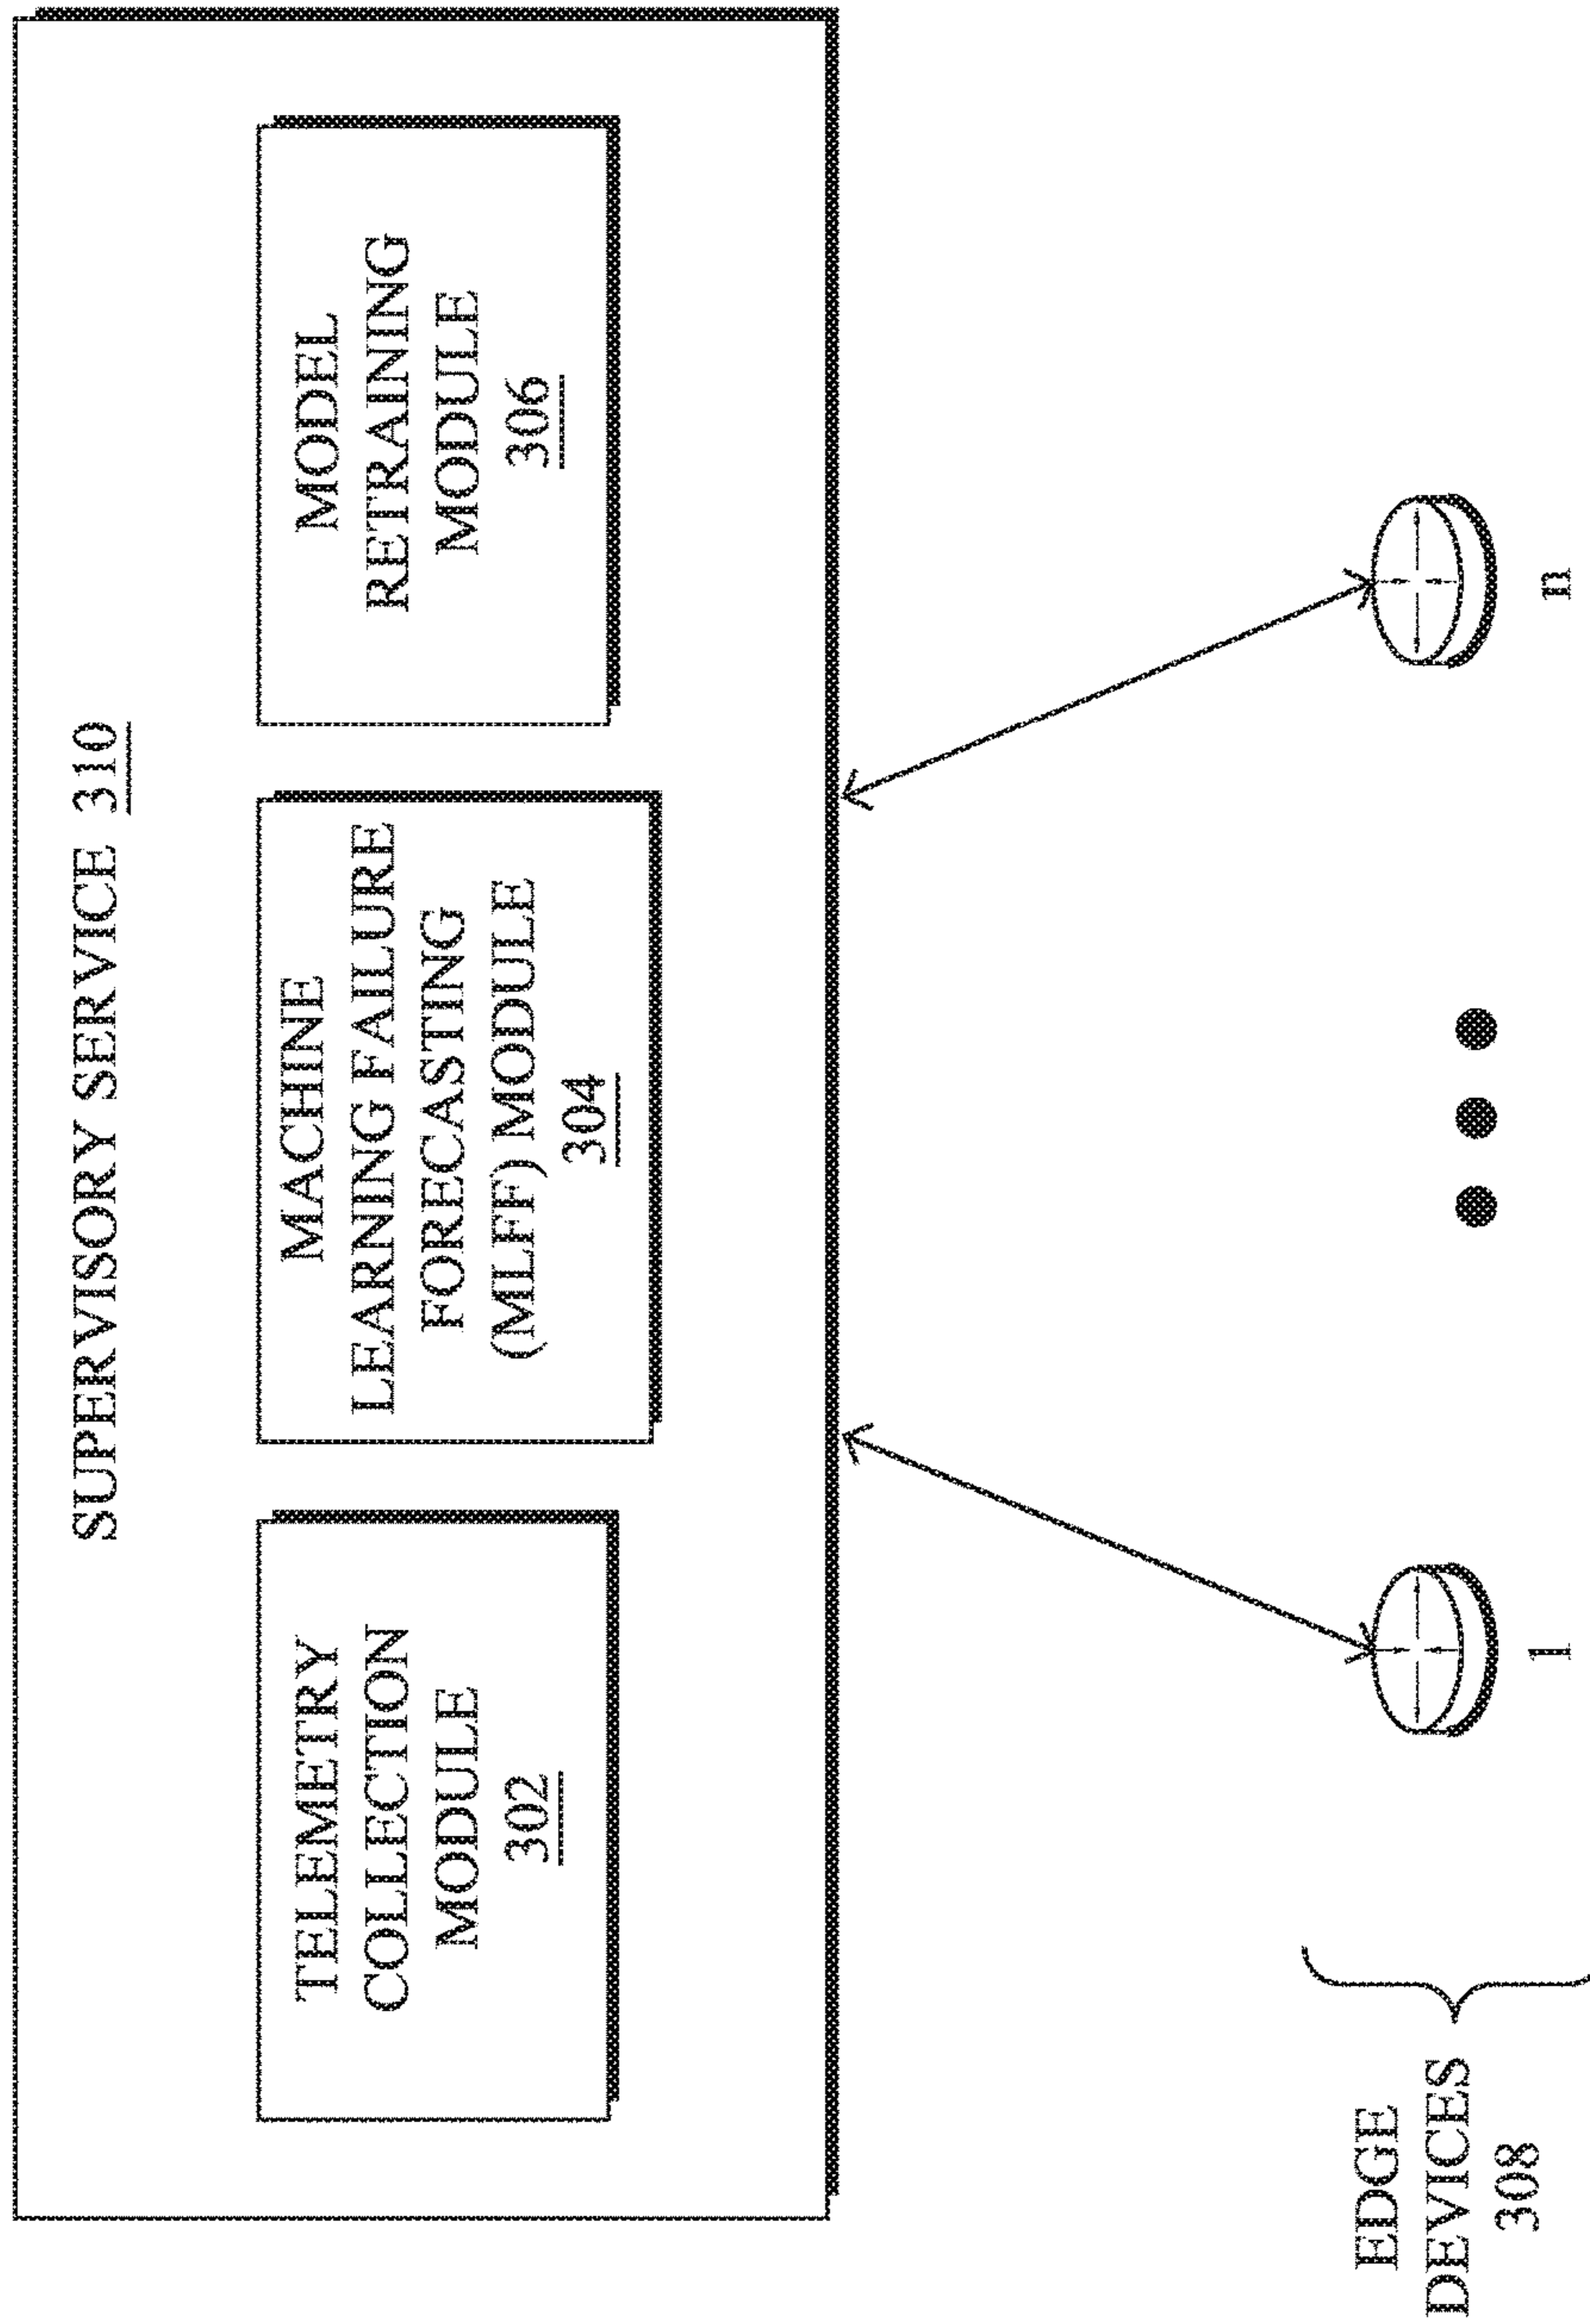 SUPERVISORY SERVICE 310
TELEMETRY
COLLECTION
MODULE
302
MACHINE
LEARNING FAILURE
FORECASTING
(MLFF) MODULE
304
MODEL
RETRAINING
MODULE
306
EDGE
DEVICES
308
1
n